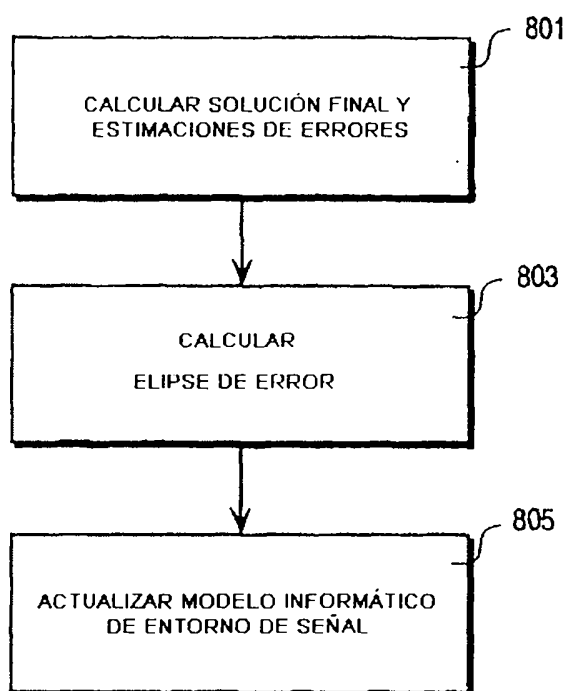 801
CALCULAR SOLUCIÓN FINAL Y
ESTIMACIONES DE ERRORES
803
CALCULAR
ELIPSE DE ERROR
805
ACTUALIZAR MODELO INFORMÁTICO
DE ENTORNO DE SEÑAL